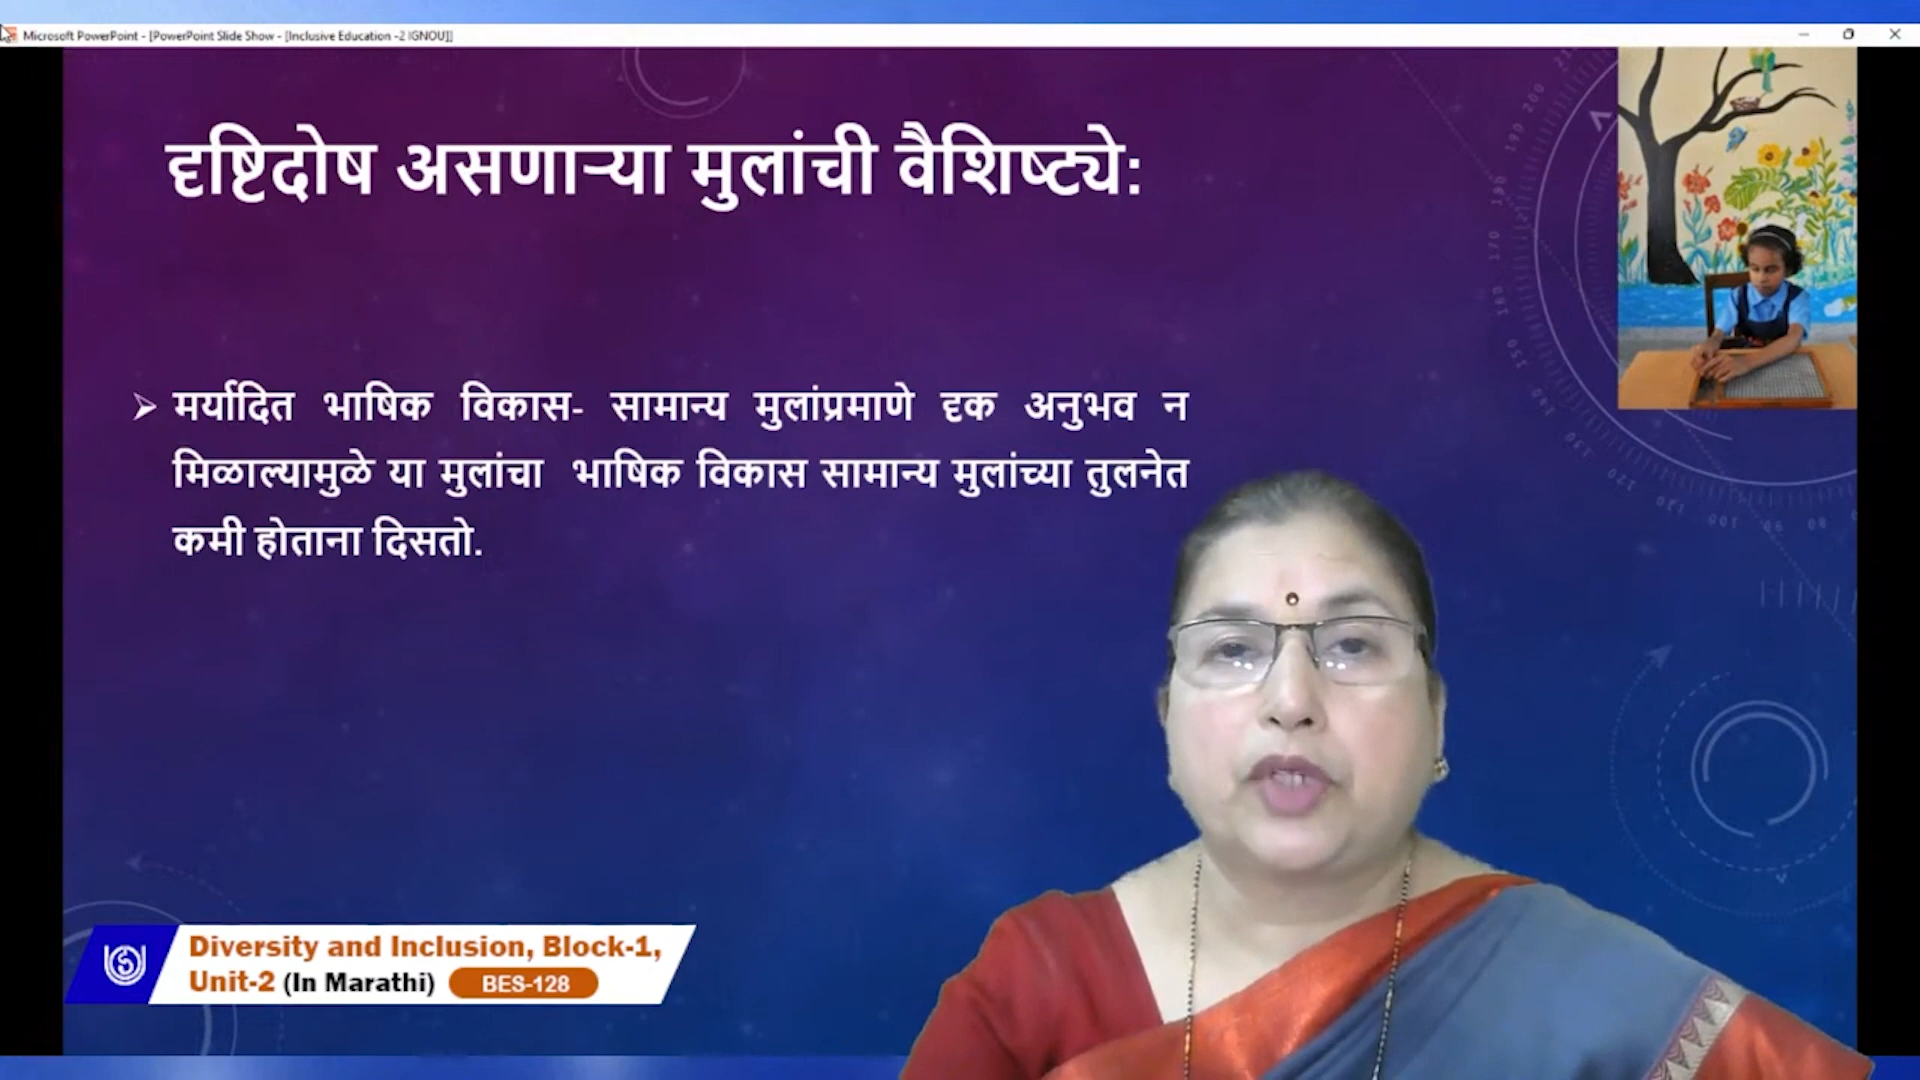 Microsoft PowerPoint - [PowerPoint Slide Show - [Inclusive Education -2 IGNOU]]
दृष्टिदोष असणाऱ्या मुलांची वैशिष्ट्ये:
➢ मर्यादित भाषिक विकास- सामान्य मुलांप्रमाणे दृक अनुभव न
मिळाल्यामुळे या मुलांचा भाषिक विकास सामान्य मुलांच्या तुलनेत
कमी होताना दिसतो.
Diversity and Inclusion, Block-1,
Unit-2 (In Marathi) BES-128